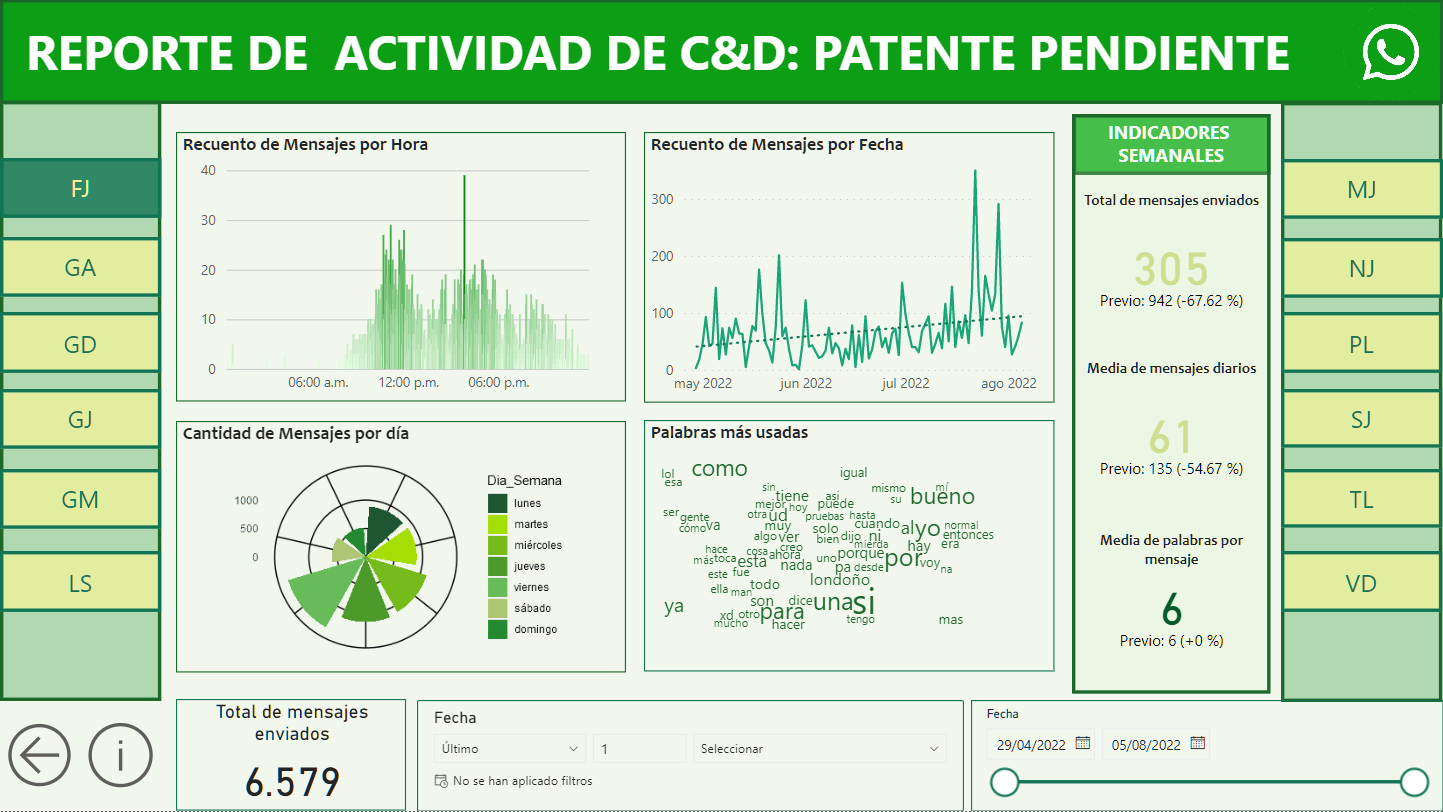 REPORTE DE ACTIVIDAD DE C&D: PATENTE PENDIENTE
FJ
GA
GD
GJ
GM
LS
Recuento de Mensajes por Hora
40
30
20
10
0
06:00 a.m.
12:00 p.m.
06:00 p.m.
Recuento de Mensajes por Fecha
300
200
100
0
may 2022
jun 2022
jul 2022
ago 2022
Cantidad de Mensajes por día
1000
500
0
Dia_Semana
lunes
martes
miércoles
jueves
viernes
sábado
domingo
Palabras más usadas
lol
esa
como
igual
sin
tiene
mismo
mí
mejor
hoy
asi
puede
su
bueno
ser
gente
cómo
va
otra
ud
pruebas
hasta
muy
solo
cuando
al
yo
normal
entonces
algo
ver
bien
dijo
ni
mierda
hay
era
hace
cosa
creo
más
toca
esta
ahora
nada
uno
porque
por
voy
na
este
fue
pa
desde
londoño
ella
man
todo
ya
son
dice
una
si
xd
otro
para
mucho
hacer
tengo
mas
INDICADORES
SEMANALES
Total de mensajes enviados
305
Previo: 942 (-67.62 %)
Media de mensajes diarios
61
Previo: 135 (-54.67 %)
Media de palabras por
mensaje
6
Previo: 6 (+0 %)
MJ
NJ
PL
SJ
TL
VD
Total de mensajes
enviados
6.579
Fecha
Último
1
Seleccionar
No se han aplicado filtros
Fecha
29/04/2022
05/08/2022